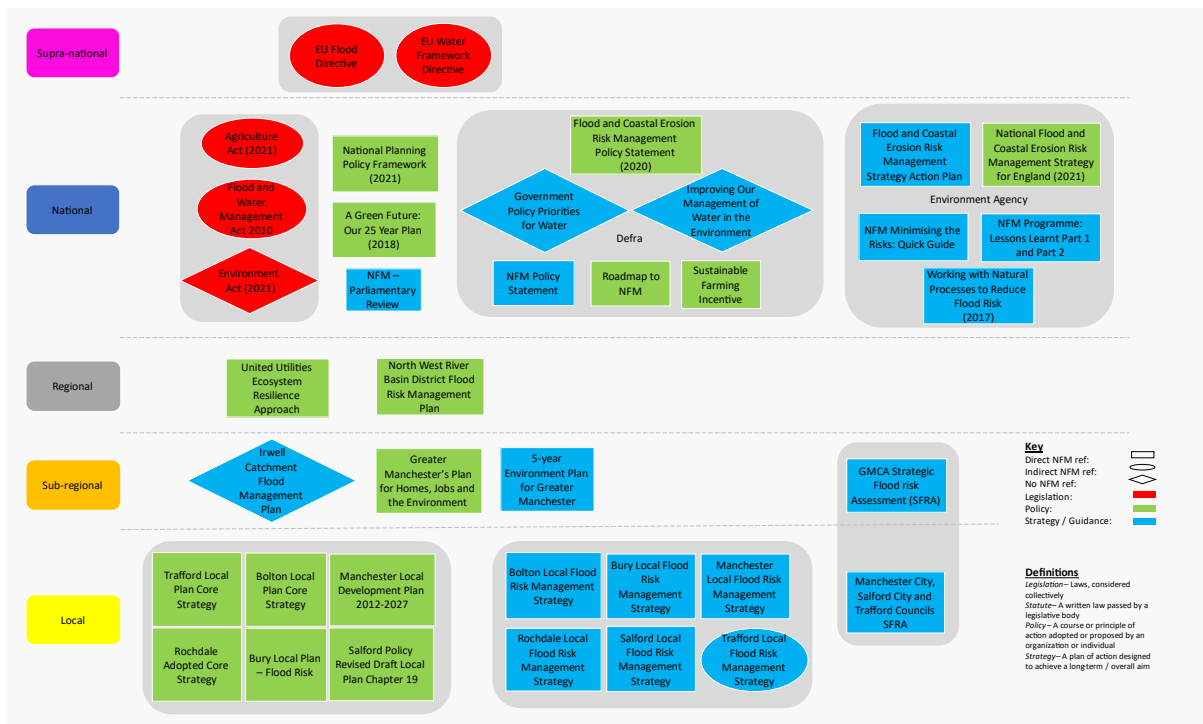 Supra-national
EU Flood
Directive
EU Water
Framework
Directive
National
Agriculture
Act (2021)
Flood and
Water
Management
Act 2010
Environment
Act (2021)
National Planning
Policy Framework
(2021)
A Green Future:
Our 25 Year Plan
(2018)
NFM –
Parliamentary
Review
Flood and Coastal Erosion
Risk Management
Policy Statement
(2020)
Government
Policy Priorities
for Water
Improving Our
Management of
Water in the
Environment
Defra
NFM Policy
Statement
Roadmap to
NFM
Sustainable
Farming
Incentive
Flood and Coastal
Erosion Risk
Management
Strategy Action Plan
National Flood and
Coastal Erosion Risk
Management Strategy
for England (2021)
Environment Agency
NFM Minimising the
Risks: Quick Guide
NFM Programme:
Lessons Learnt Part 1
and Part 2
Working with Natural
Processes to Reduce
Flood Risk
(2017)
Regional
United Utilities
Ecosystem
Resilience
Approach
North West River
Basin District Flood
Risk Management
Plan
Sub-regional
Irwell
Catchment
Flood
Management
Plan
Greater
Manchester's Plan
for Homes, Jobs and
the Environment
5-year
Environment Plan
for Greater
Manchester
GMCA Strategic
Flood risk
Assessment (SFRA)
Key
Direct NFM ref:
Indirect NFM ref:
No NFM ref:
Legislation:
Policy:
Strategy / Guidance:
Local
Trafford Local
Plan Core
Strategy
Bolton Local
Plan Core
Strategy
Manchester Local
Development Plan
2012-2027
Rochdale
Adopted Core
Strategy
Bury Local Plan
– Flood Risk
Salford Policy
Revised Draft Local
Plan Chapter 19
Bolton Local Flood
Risk Management
Strategy
Bury Local Flood
Risk
Management
Strategy
Manchester
Local Flood Risk
Management
Strategy
Rochdale Local
Flood Risk
Management
Strategy
Salford Local
Flood Risk
Management
Strategy
Trafford Local
Flood Risk
Management
Strategy
Manchester City,
Salford City and
Trafford Councils
SFRA
Definitions
Legislation – Laws, considered
collectively
Statute – A written law passed by a
legislative body
Policy – A course or principle of
action adopted or proposed by an
organization or individual
Strategy – A plan of action designed
to achieve a long-term / overall aim